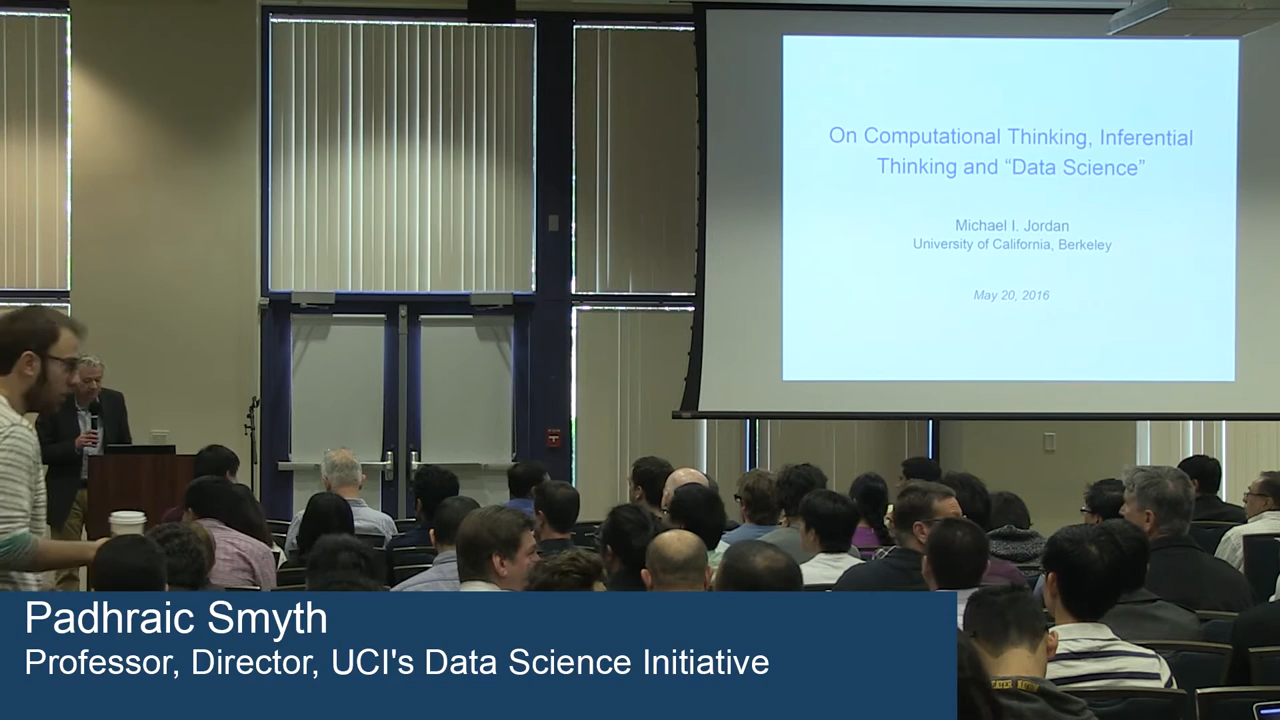 On Computational Thinking, Inferential
Thinking and “Data Science”
Michael I. Jordan
University of California, Berkeley
May 20, 2016
Padhraic Smyth
Professor, Director, UCI's Data Science Initiative